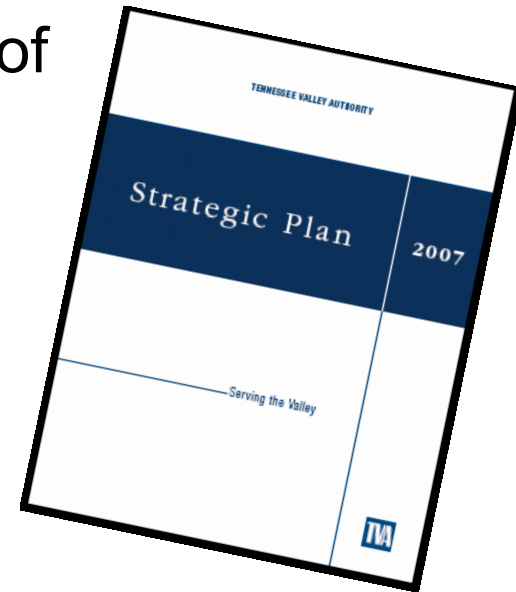 of
TENNESSEE VALLEY AUTHORITY
Strategic Plan
2007
Serving the Valley
TVA